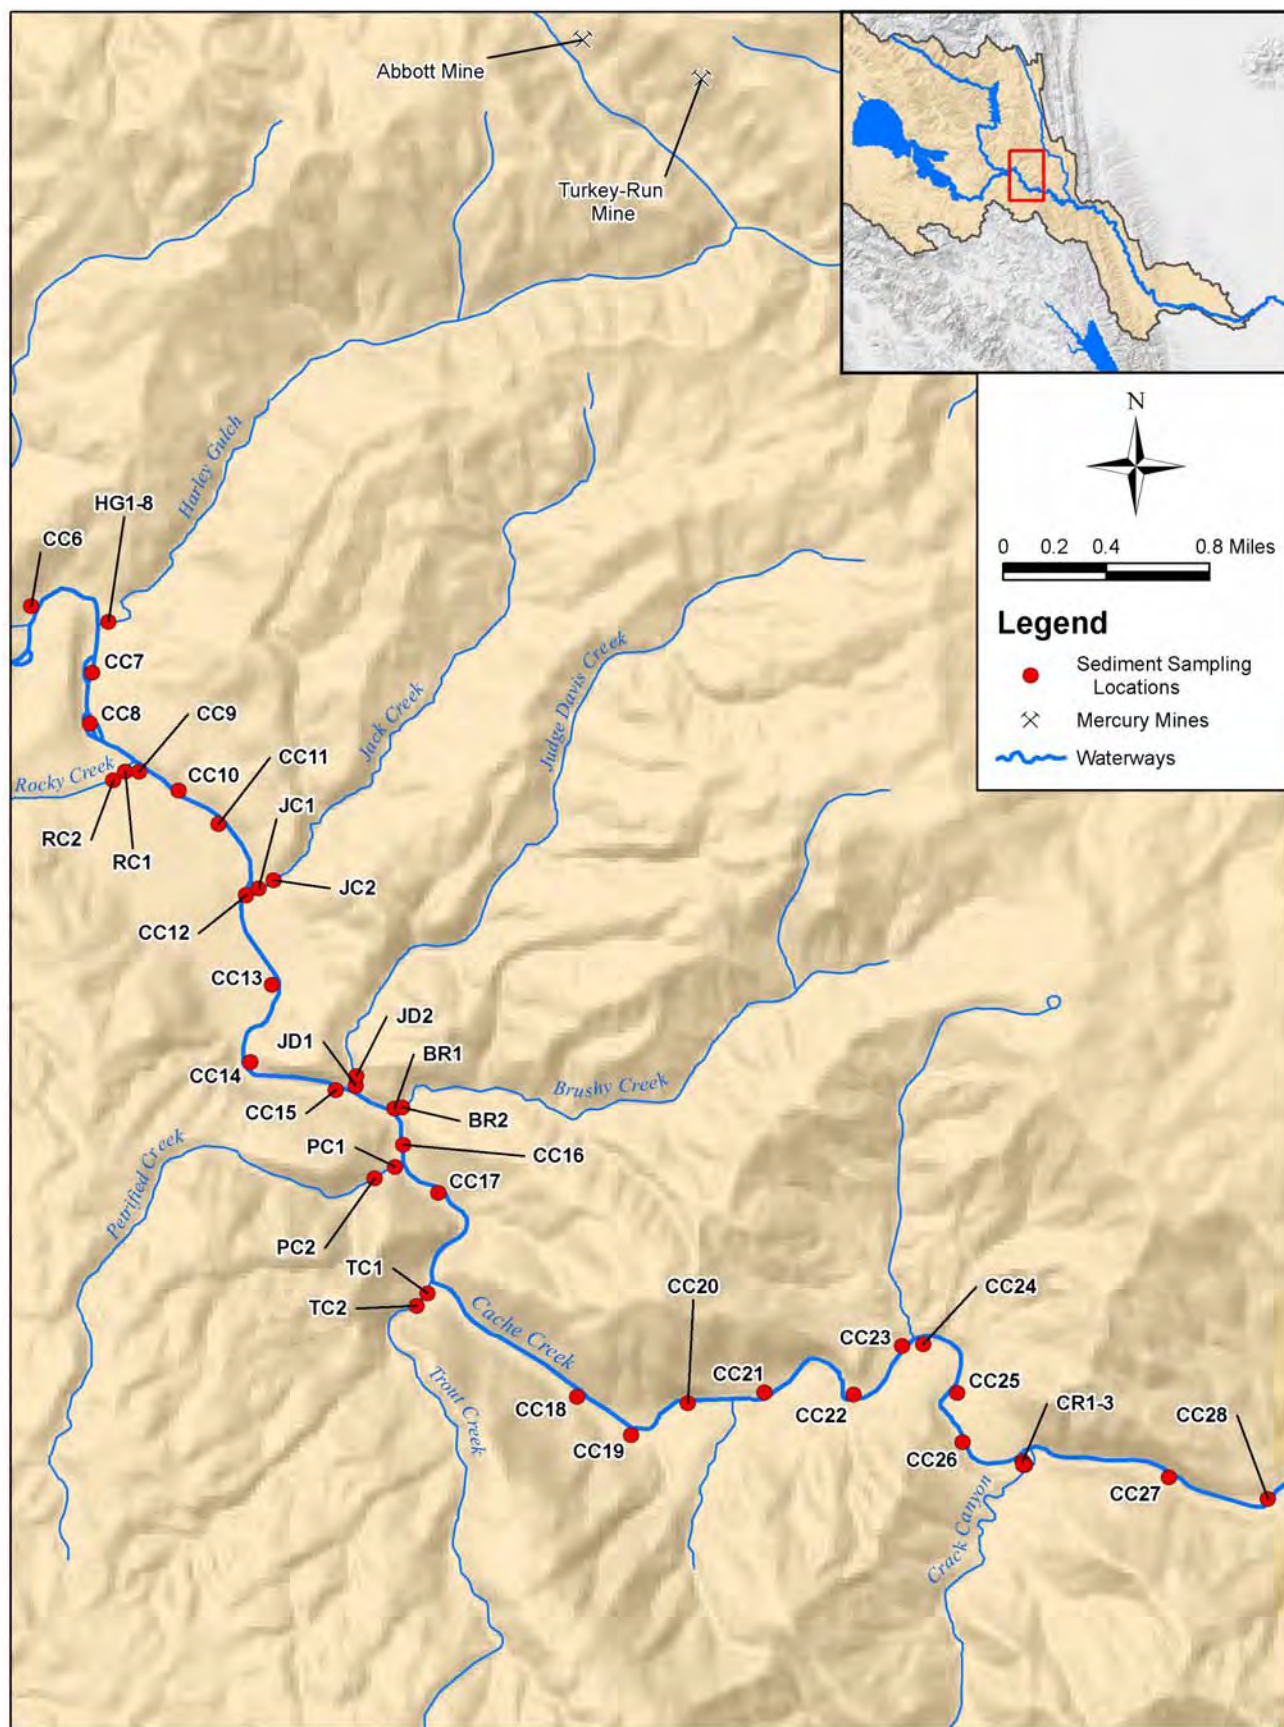 Abbott Mine
Turkey-Run
Mine
N
0 0.2 0.4 0.8 Miles
Legend
Sediment Sampling
Locations
Mercury Mines
Waterways
Harley Gulch
HG1-8
CC6
CC7
CC8
CC9
Rocky Creek
CC10
CC11
RC2
RC1
JC1
JC2
Jack Creek
Judge Davis Creek
CC12
CC13
JD2
JD1
BR1
CC14
CC15
Brushy Creek
BR2
PC1
CC16
Petrified Creek
CC17
PC2
TC1
TC2
Cache Creek
CC20
CC24
CC23
Trout Creek
CC18
CC21
CC22
CC25
CR1-3
CC19
CC26
CC28
CC27
Crack Canyon